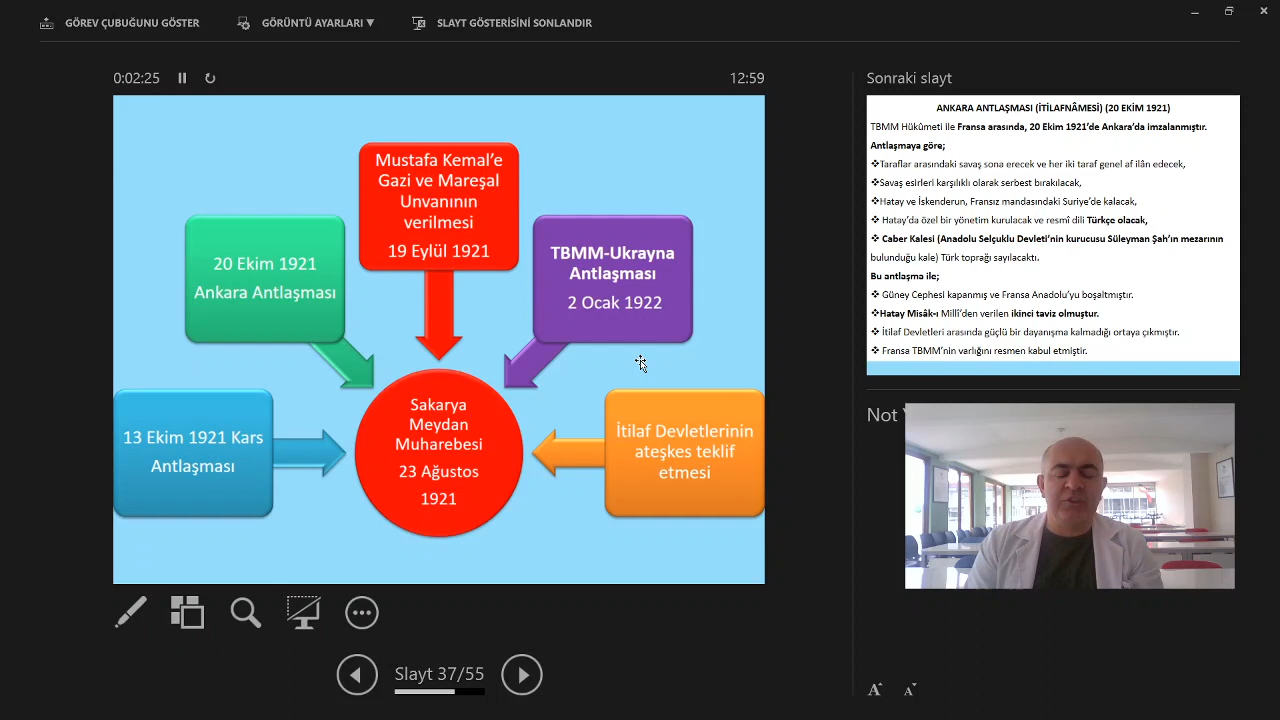 GÖREV ÇUBUĞUNU GÖSTER
GÖRÜNTÜ AYARLARI ▼
SLAYT GÖSTERİSİNİ SONLANDIR
0:02:25
12:59
Mustafa Kemal’e
Gazi ve Mareşal
Unvanının
verilmesi
19 Eylül 1921
20 Ekim 1921
Ankara Antlaşması
TBMM-Ukrayna
Antlaşması
2 Ocak 1922
13 Ekim 1921 Kars
Antlaşması
Sakarya
Meydan
Muharebesi
23 Ağustos
1921
İtilaf Devletlerinin
ateşkes teklif
etmesi
Slayt 37/55
Sonraki slayt
ANKARA ANTLAŞMASI (İTİLAFNÂMESİ) (20 EKİM 1921)
TBMM Hükûmeti ile Fransa arasında, 20 Ekim 1921’de Ankara’da imzalanmıştır.
Antlaşmaya göre;
❖Taraflar arasındaki savaş sona erecek ve her iki taraf genel af ilân edecek,
❖Savaş esirleri karşılıklı olarak serbest bırakılacak,
❖Hatay ve İskenderun, Fransız mandasındaki Suriye’de kalacak,
❖ Hatay’da özel bir yönetim kurulacak ve resmî dili Türkçe olacak,
❖ Caber Kalesi (Anadolu Selçuklu Devleti’nin kurucusu Süleyman Şah’ın mezarının
bulunduğu kale) Türk toprağı sayılacaktı.
Bu antlaşma ile;
❖ Güney Cephesi kapanmış ve Fransa Anadolu’yu boşaltmıştır.
❖Hatay Misâk-ı Millî’den verilen ikinci taviz olmuştur.
❖ İtilaf Devletleri arasında güçlü bir dayanışma kalmadığı ortaya çıkmıştır.
❖ Fransa TBMM’nin varlığını resmen kabul etmiştir.
Not
A A